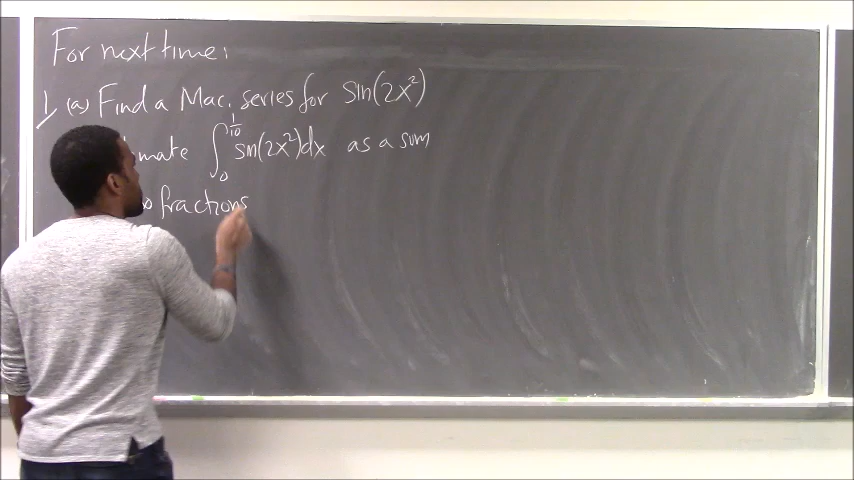 For next time:
1. (a) Find a Mac. series for sin(2x²)
∫₀^(1/10) sin(2x²)dx as a sum
fractions